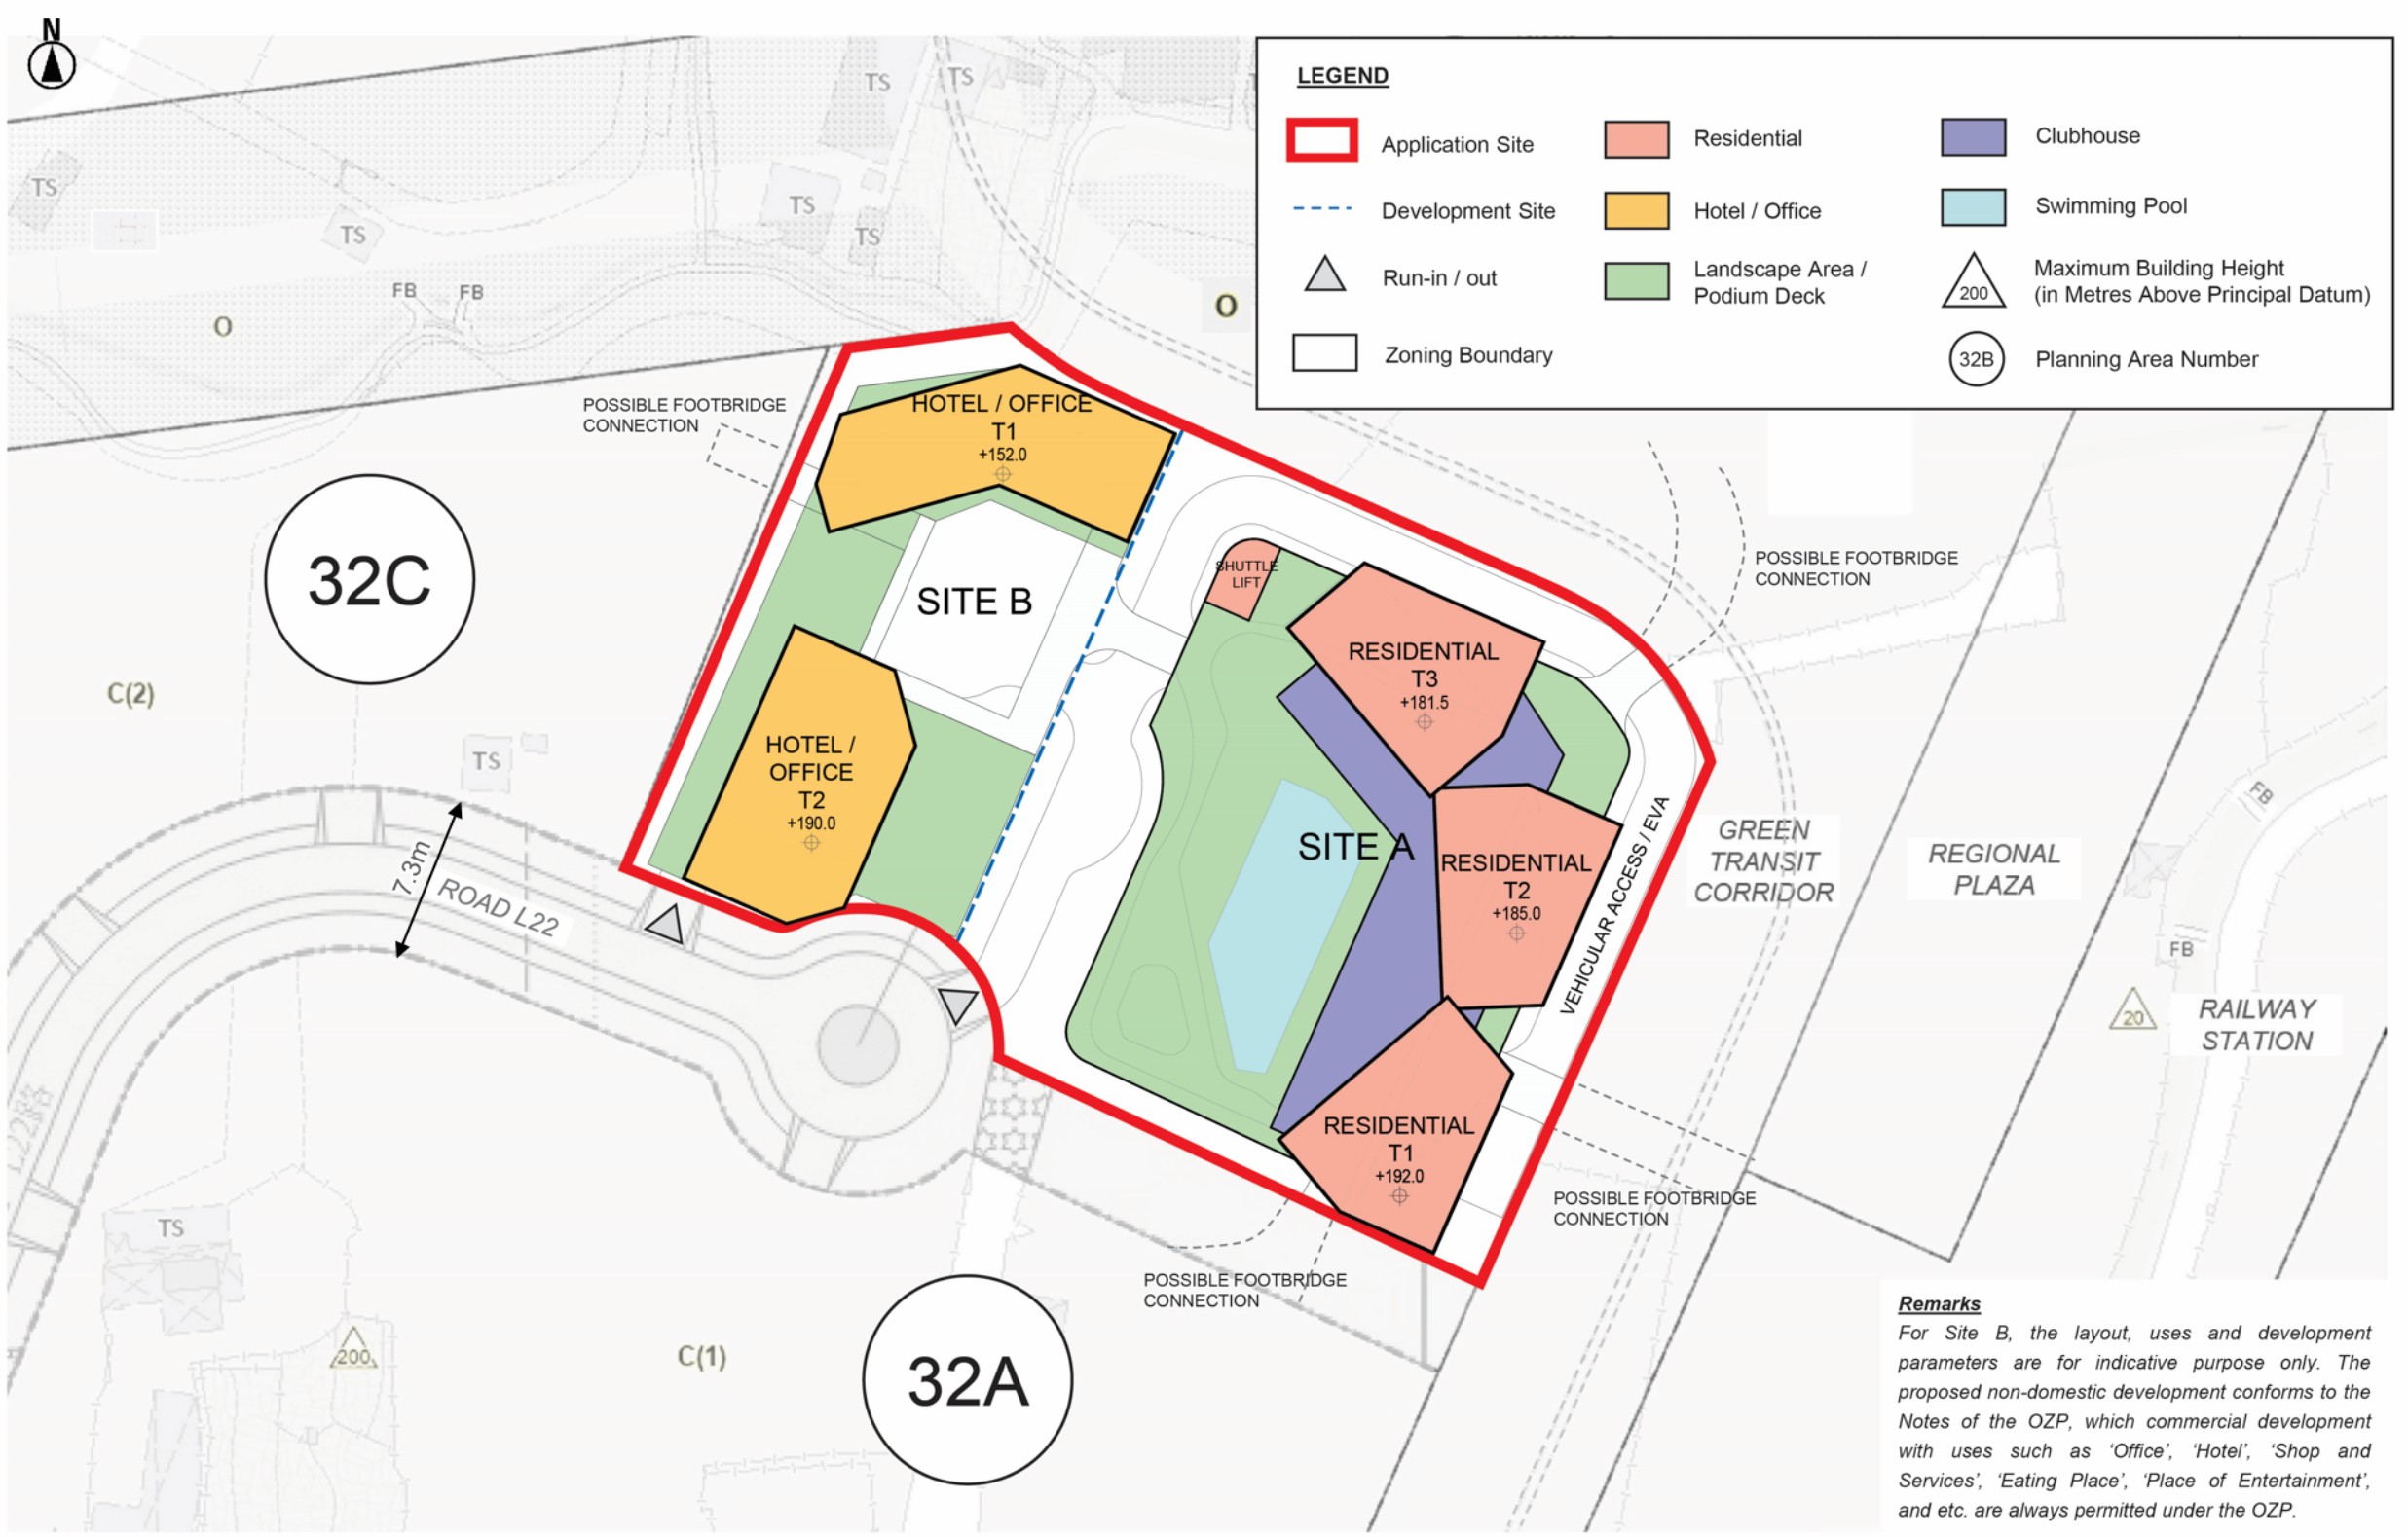 N
LEGEND
Application Site
Residential
Clubhouse
Development Site
Hotel / Office
Swimming Pool
Run-in / out
Landscape Area /
Podium Deck
200
Maximum Building Height
(in Metres Above Principal Datum)
Zoning Boundary
32B
Planning Area Number
TS
TS
TS
TS
TS
TS
FB
FB
O
O
POSSIBLE FOOTBRIDGE
CONNECTION
HOTEL / OFFICE
T1
+152.0
32C
SITE B
SHUTTLE
LIFT
POSSIBLE FOOTBRIDGE
CONNECTION
RESIDENTIAL
T3
+181.5
C(2)
TS
HOTEL /
OFFICE
T2
+190.0
SITE A
RESIDENTIAL
T2
+185.0
VEHICULAR ACCESS / EVA
GREEN
TRANSIT
CORRIDOR
REGIONAL
PLAZA
FB
FB
20
RAILWAY
STATION
7.3m
ROAD L22
RESIDENTIAL
T1
+192.0
POSSIBLE FOOTBRIDGE
CONNECTION
POSSIBLE FOOTBRIDGE
CONNECTION
TS
200
C(1)
32A
Remarks
For Site B, the layout, uses and development
parameters are for indicative purpose only. The
proposed non-domestic development conforms to the
Notes of the OZP, which commercial development
with uses such as ‘Office’, ‘Hotel’, ‘Shop and
Services’, ‘Eating Place’, ‘Place of Entertainment’,
and etc. are always permitted under the OZP.